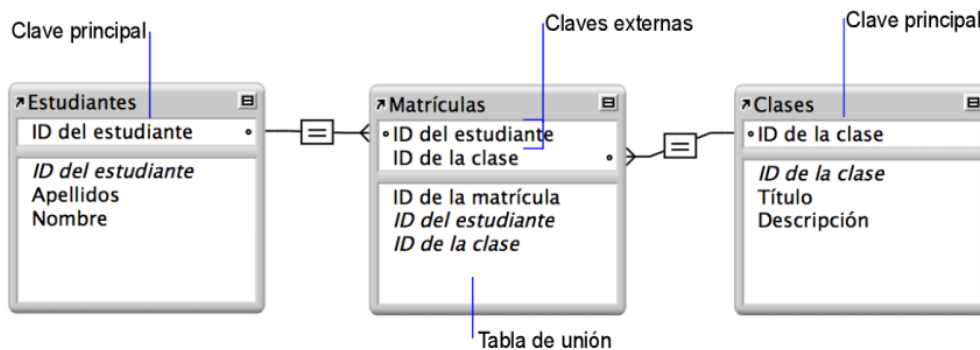 Clave principal
Claves externas
Clave principal
Estudiantes
ID del estudiante
ID del estudiante
Apellidos
Nombre
Matrículas
ID del estudiante
ID de la clase
ID de la matrícula
ID del estudiante
ID de la clase
Clases
ID de la clase
ID de la clase
Título
Descripción
Tabla de unión